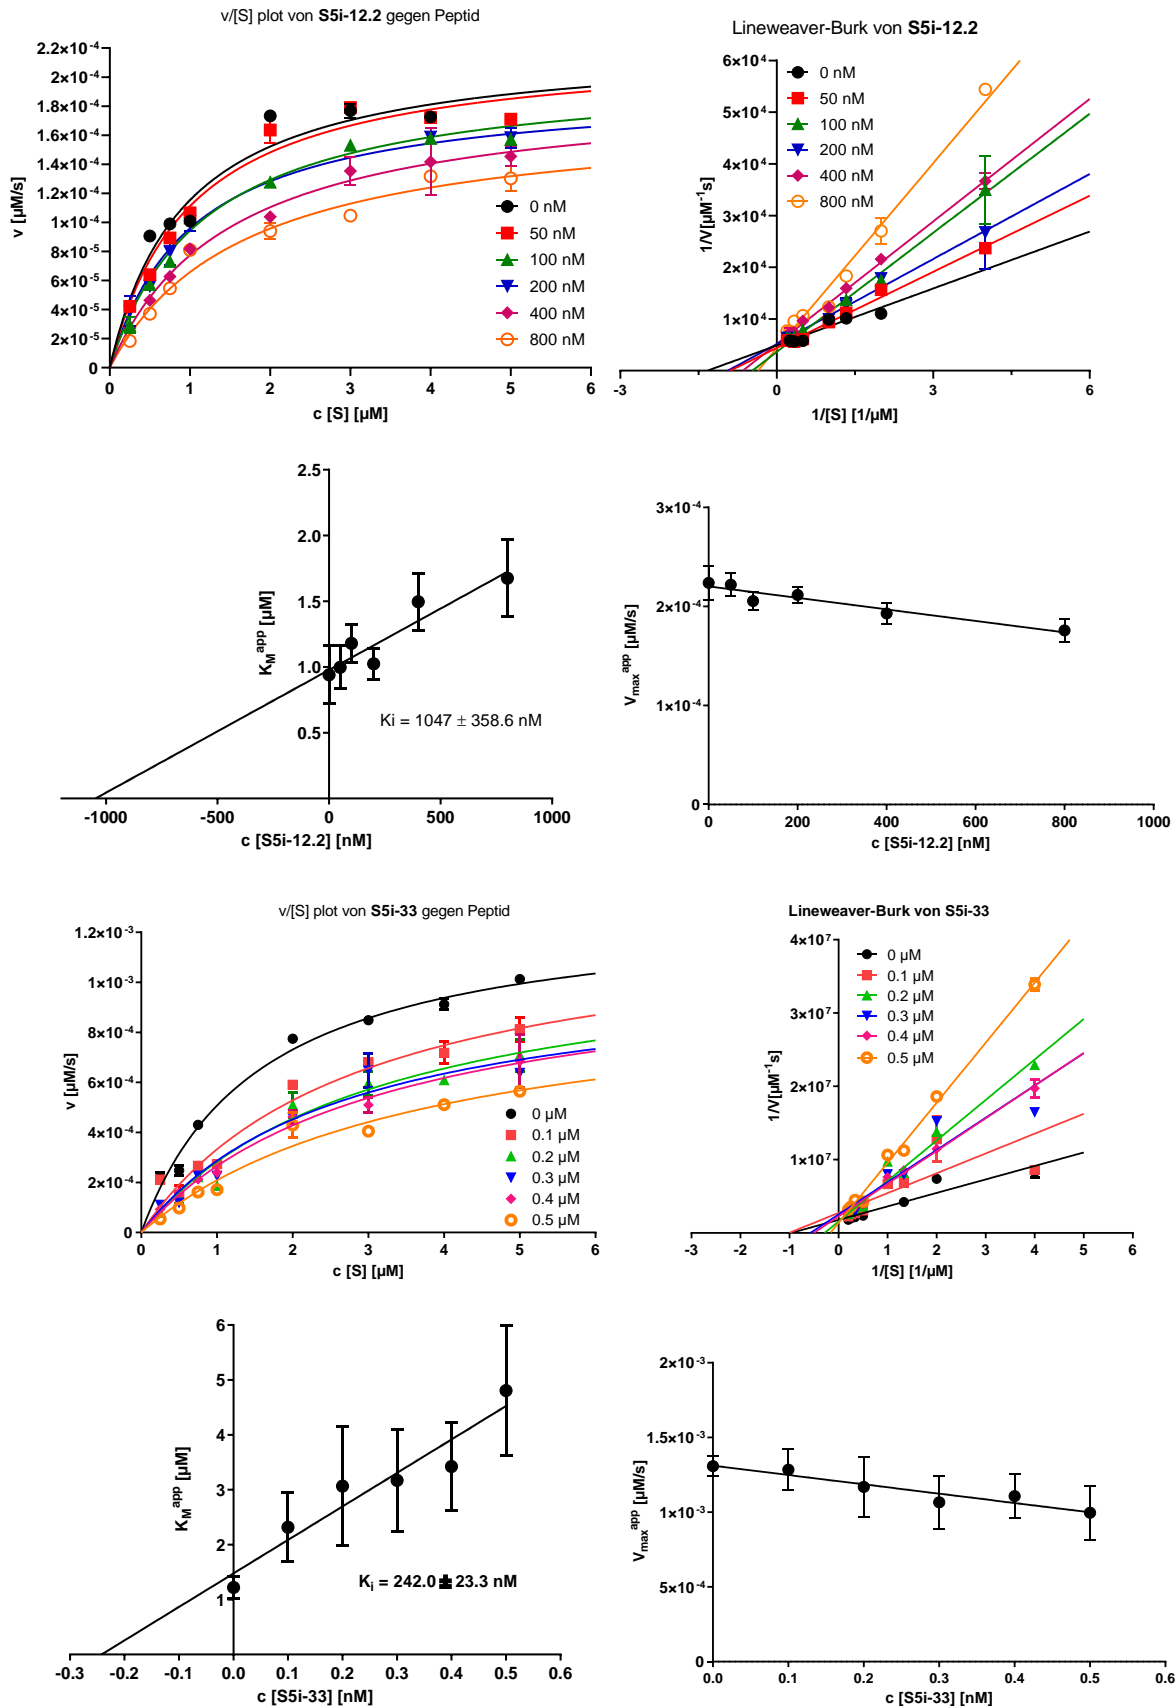 v/[S] plot von S5i-12.2 gegen Peptid
2.2×10⁻⁴
2×10⁻⁴
1.8×10⁻⁴
1.6×10⁻⁴
1.4×10⁻⁴
1.2×10⁻⁴
1×10⁻⁴
8×10⁻⁵
6×10⁻⁵
4×10⁻⁵
2×10⁻⁵
0
v [µM/s]
0 nM
50 nM
100 nM
200 nM
400 nM
800 nM
0 1 2 3 4 5 6
c [S] [µM]
Lineweaver-Burk von S5i-12.2
6×10⁴
5×10⁴
4×10⁴
3×10⁴
2×10⁴
1×10⁴
1/V[µM⁻¹s]
0 nM
50 nM
100 nM
200 nM
400 nM
800 nM
-3 0 3 6
1/[S] [1/µM]
2.5
2.0
1.5
1.0
0.5
K_M^app [µM]
Ki = 1047 ± 358.6 nM
-1000 -500 0 500 1000
c [S5i-12.2] [nM]
3×10⁻⁴
2×10⁻⁴
1×10⁻⁴
0
V_max^app [µM/s]
0 200 400 600 800 1000
c [S5i-12.2] [nM]
v/[S] plot von S5i-33 gegen Peptid
1.2×10⁻³
1×10⁻³
8×10⁻⁴
6×10⁻⁴
4×10⁻⁴
2×10⁻⁴
0
v [µM/s]
0 µM
0.1 µM
0.2 µM
0.3 µM
0.4 µM
0.5 µM
0 1 2 3 4 5 6
c [S] [µM]
Lineweaver-Burk von S5i-33
4×10⁷
3×10⁷
2×10⁷
1×10⁷
1/V[µM⁻¹s]
0 µM
0.1 µM
0.2 µM
0.3 µM
0.4 µM
0.5 µM
-3 -2 -1 0 1 2 3 4 5 6
1/[S] [1/µM]
6
5
4
3
2
1
K_M^app [µM]
K_i = 242.0 ± 23.3 nM
-0.3 -0.2 -0.1 0.0 0.1 0.2 0.3 0.4 0.5 0.6
c [S5i-33] [nM]
2×10⁻³
1.5×10⁻³
1×10⁻³
5×10⁻⁴
0
V_max^app [µM/s]
0.0 0.1 0.2 0.3 0.4 0.5 0.6
c [S5i-33] [nM]